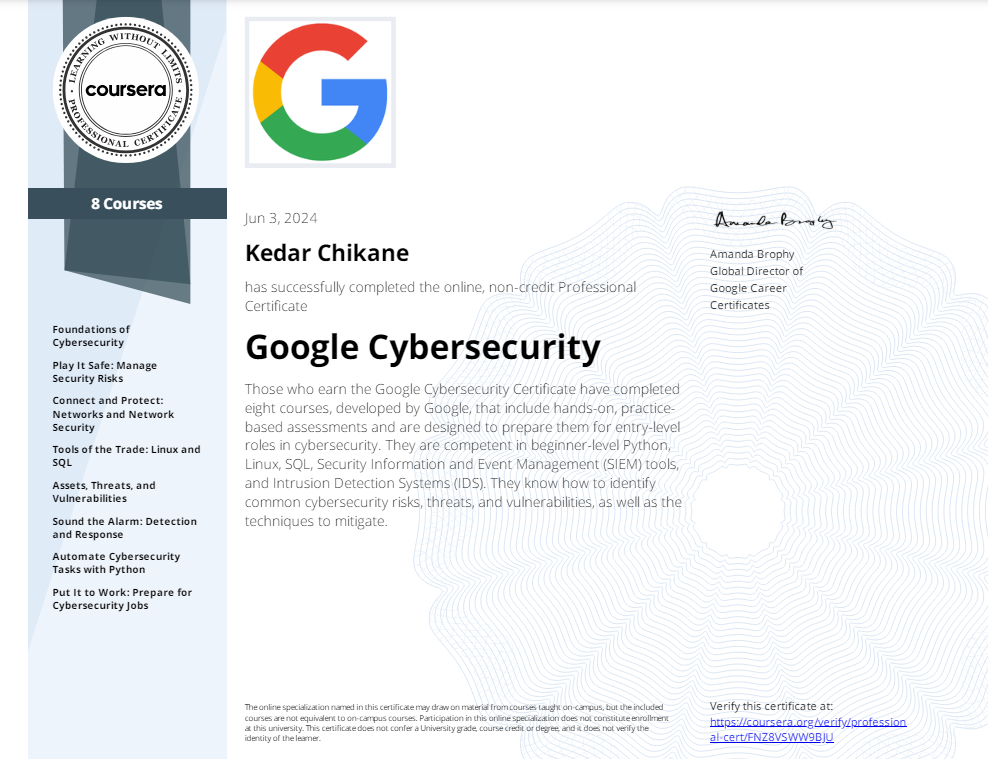 LEARNING WITHOUT LIMITS
coursera
PROFESSIONAL CERTIFICATE
8 Courses
Foundations of
Cybersecurity
Play It Safe: Manage
Security Risks
Connect and Protect:
Networks and Network
Security
Tools of the Trade: Linux and
SQL
Assets, Threats, and
Vulnerabilities
Sound the Alarm: Detection
and Response
Automate Cybersecurity
Tasks with Python
Put It to Work: Prepare for
Cybersecurity Jobs
G
Jun 3, 2024
Kedar Chikane
has successfully completed the online, non-credit Professional
Certificate
Google Cybersecurity
Those who earn the Google Cybersecurity Certificate have completed
eight courses, developed by Google, that include hands-on, practice-
based assessments and are designed to prepare them for entry-level
roles in cybersecurity. They are competent in beginner-level Python,
Linux, SQL, Security Information and Event Management (SIEM) tools,
and Intrusion Detection Systems (IDS). They know how to identify
common cybersecurity risks, threats, and vulnerabilities, as well as the
techniques to mitigate.
Amanda Brophy
Amanda Brophy
Global Director of
Google Career
Certificates
The online specialization named in this certificate may draw on material from courses taught on-campus, but the included
courses are not equivalent to on-campus courses. Participation in this online specialization does not constitute enrollment
at this university. This certificate does not confer a University grade, course credit or degree, and it does not verify the
identity of the learner.
Verify this certificate at:
https://coursera.org/verify/profession
al-cert/FNZ8VSWW9BJU